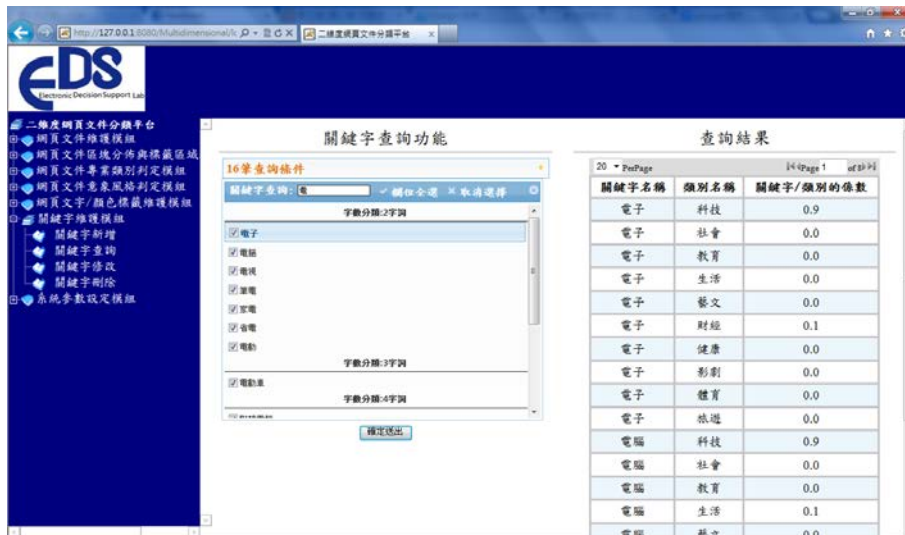 http://127.0.0.1:8080/Multidimensional/k
二維度網頁文件分類平台
EDS
Electronic Decision Support Lab
二維度網頁文件分類平台
網頁文件維護模組
網頁文件區塊分佈與標籤區域
網頁文件專業類別判定模組
網頁文件意象風格判定模組
網頁文字/顏色標籤維護模組
關鍵字維護模組
關鍵字新增
關鍵字查詢
關鍵字修改
關鍵字刪除
系統參數設定模組
關鍵字查詢功能
16筆查詢條件
關鍵字查詢: 電 欄位全選 取消選擇
字數分類:2字詞
電子
電腦
電視
筆電
家電
省電
電動
字數分類:3字詞
電動車
字數分類:4字詞
確定送出
查詢結果
20 PerPage Page 1 of
關鍵字名稱 類別名稱 關鍵字/類別的係數
電子 科技 0.9
電子 社會 0.0
電子 教育 0.0
電子 生活 0.0
電子 藝文 0.0
電子 財經 0.1
電子 健康 0.0
電子 影劇 0.0
電子 體育 0.0
電子 旅遊 0.0
電腦 科技 0.9
電腦 社會 0.0
電腦 教育 0.0
電腦 生活 0.1
電腦 藝文 0.0